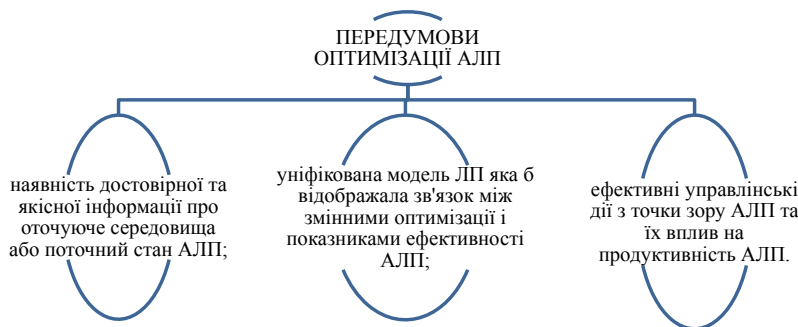 ПЕРЕДУМОВИ
ОПТИМІЗАЦІЇ АЛП
наявність достовірної та
якісної інформації про
оточуюче середовища
або поточний стан АЛП;
уніфікована модель ЛП яка б
відображала зв'язок між
змінними оптимізації і
показниками ефективності
АЛП;
ефективні управлінські
дії з точки зору АЛП та
їх вплив на
продуктивність АЛП.